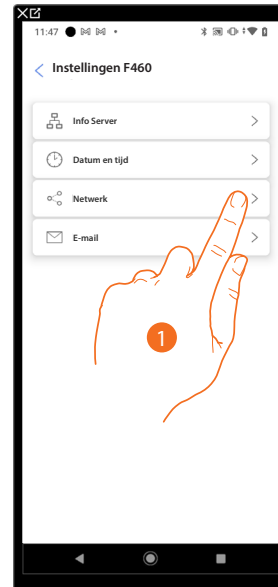 11:47
Instellingen F460
Info Server
Datum en tijd
Netwerk
E-mail
1